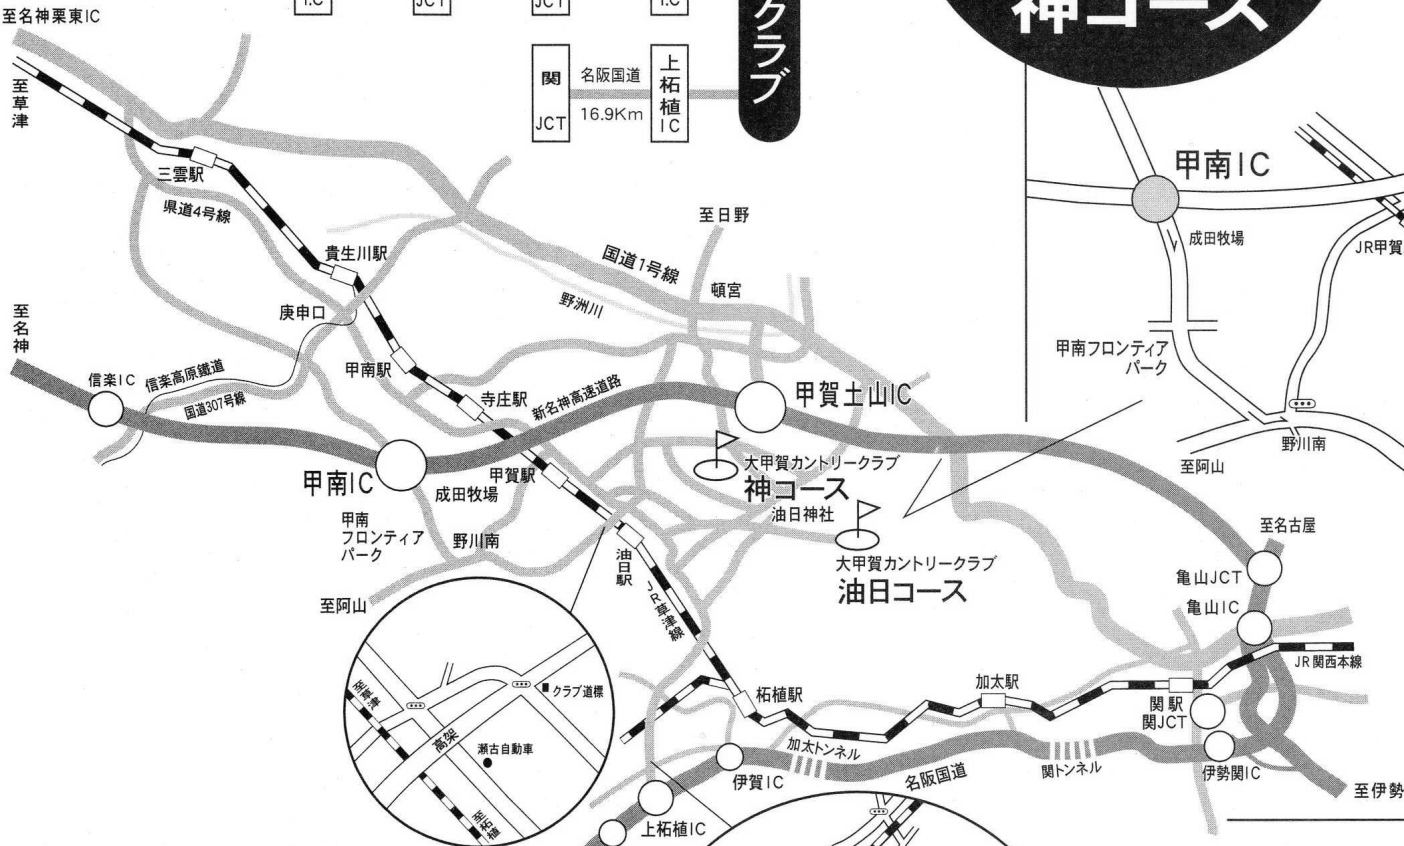 至名神栗東IC
I.C
JCT
JCT
I.C
クラブ
神コース
関
JCT
名阪国道
16.9Km
上柘植IC
至草津
三雲駅
県道4号線
貴生川駅
庚申口
至日野
国道1号線
頓宮
野洲川
甲南IC
成田牧場
JR甲賀
甲南フロンティア
パーク
野川南
至阿山
至名神
信楽IC
信楽高原鐵道
国道307号線
甲南駅
寺庄駅
新名神高速道路
甲賀土山IC
甲南IC
成田牧場
甲賀駅
大甲賀カントリークラブ
神コース
油日神社
甲南
フロンティア
パーク
野川南
至阿山
油日駅
JR草津線
大甲賀カントリークラブ
油日コース
至名古屋
亀山JCT
亀山IC
JR関西本線
至草津
クラブ道標
高架
瀬古自動車
至柘植
柘植駅
加太駅
関駅
関JCT
加太トンネル
伊賀IC
名阪国道
関トンネル
伊勢関IC
至伊勢
上柘植IC